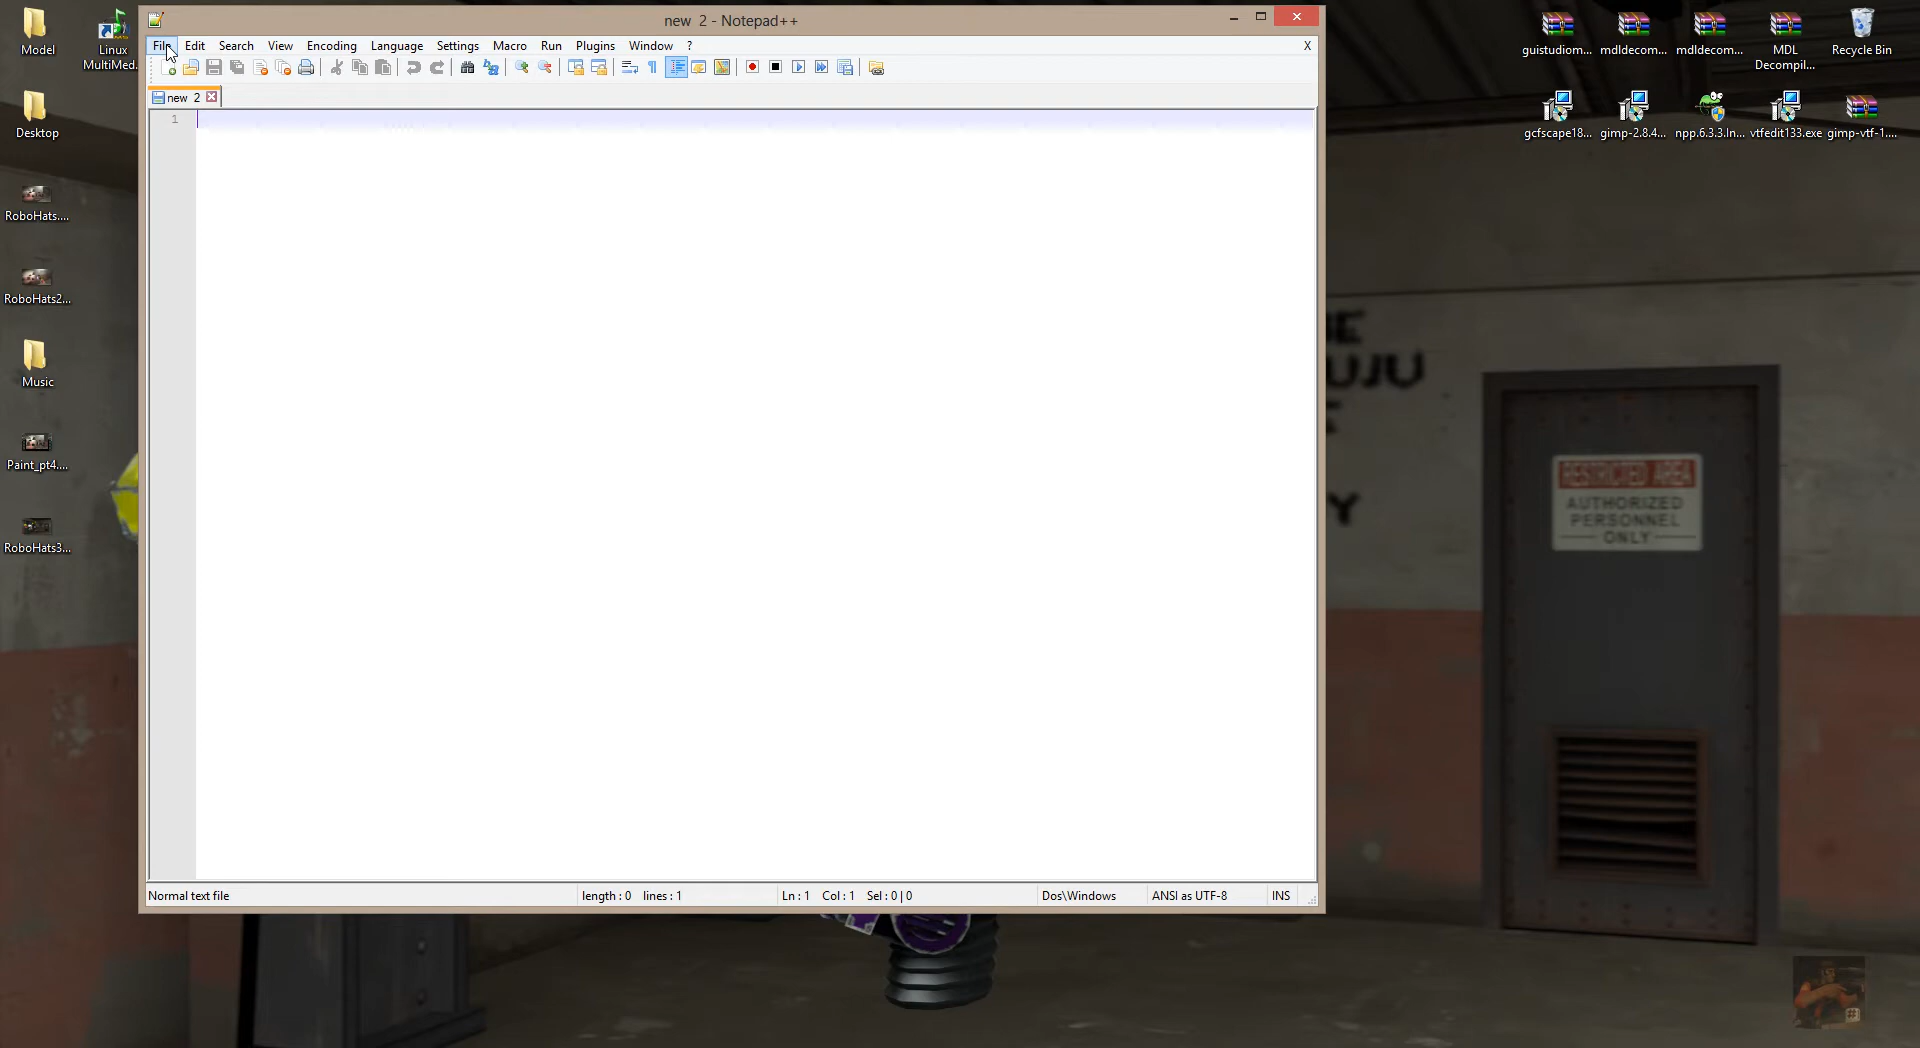 new  2 - Notepad++
File Edit Search View Encoding Language Settings Macro Run Plugins Window ? X
new  2
1
Normal text file length : 0 lines : 1 Ln : 1 Col : 1 Sel : 0 | 0 Dos\Windows ANSI as UTF-8 INS
Model
Linux
MultiMed...
Desktop
RoboHats....
RoboHats2...
Music
Paint_pt4....
RoboHats3...
guistudiom...
mdldecom...
mdldecom...
MDL
Decompil...
Recycle Bin
gcfscape18...
gimp-2.8.4...
npp.6.3.3.In...
vtfedit133.exe
gimp-vtf-1....
UJU
Y
RESTRICTED AREA
AUTHORIZED
PERSONNEL
ONLY